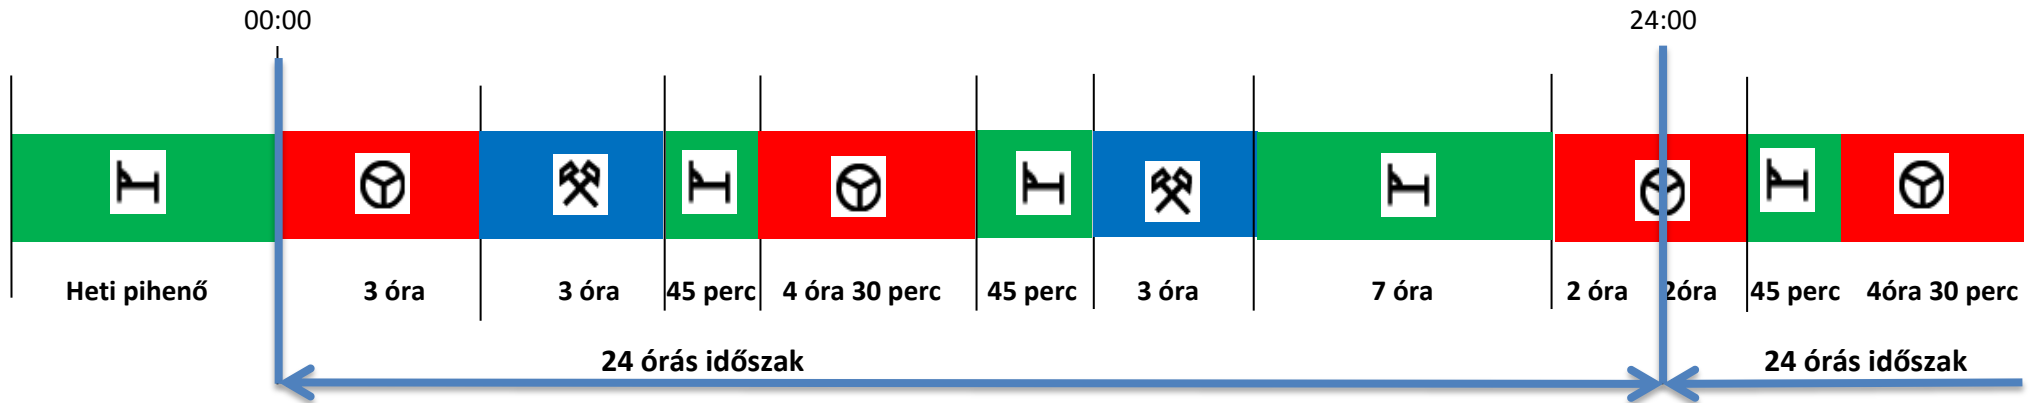 00:00 24:00
Heti pihenő 3 óra 3 óra 45 perc 4 óra 30 perc 45 perc 3 óra 7 óra 2 óra 2óra 45 perc 4óra 30 perc
24 órás időszak 24 órás időszak